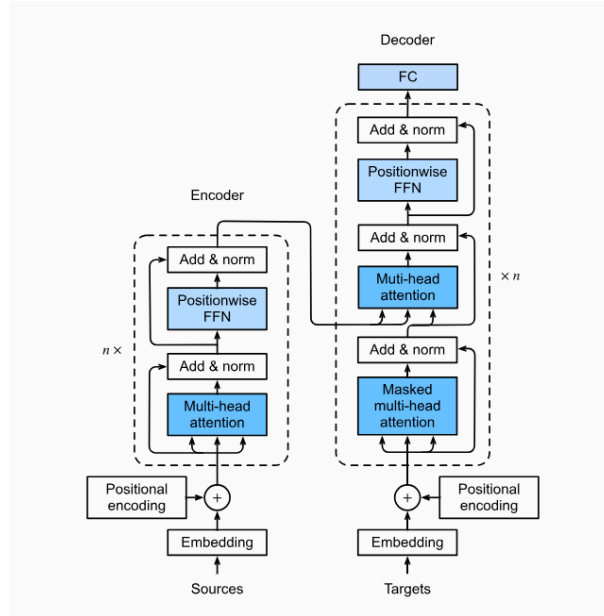 Decoder
FC
Add & norm
Positionwise
FFN
Encoder
Add & norm
Add & norm
Muti-head
attention
× n
Positionwise
FFN
n ×
Add & norm
Add & norm
Multi-head
attention
Masked
multi-head
attention
Positional
encoding
+
+
Positional
encoding
Embedding
Embedding
Sources
Targets